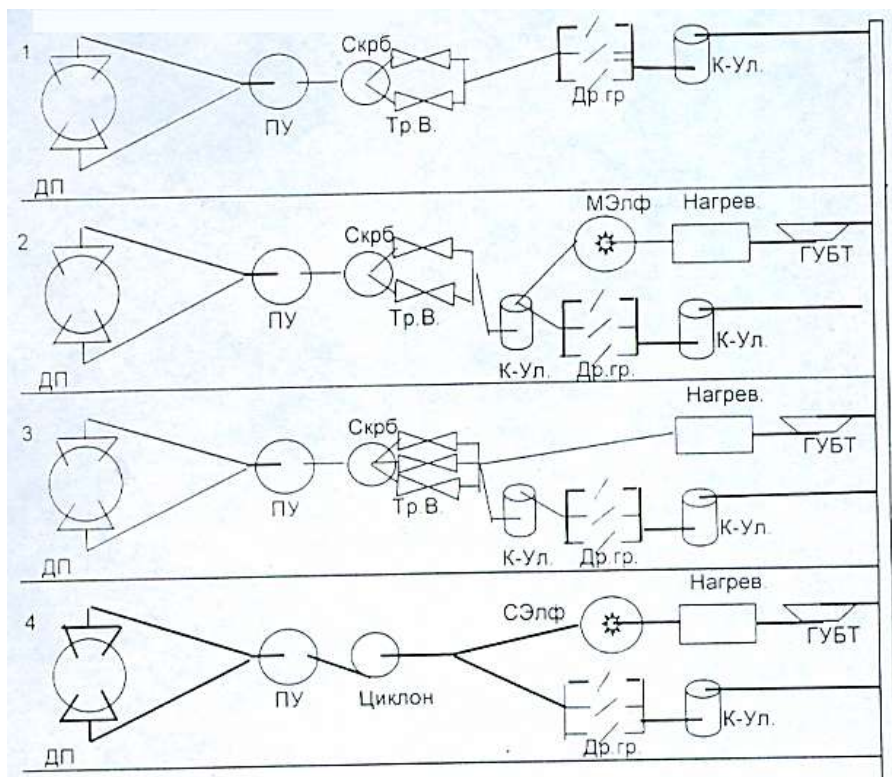 1
Скрб
Др.гр
К-Ул.
ПУ
Тр.В.
ДП
2
Скрб
МЭлф
Нагрев.
ГУБТ
ПУ
Тр.В.
К-Ул.
Др.гр.
К-Ул.
ДП
3
Скрб
Нагрев.
ГУБТ
ПУ
Тр.В.
К-Ул.
Др.гр.
К-Ул.
ДП
4
СЭлф
Нагрев.
ГУБТ
ПУ
Циклон
Др.гр.
К-Ул.
ДП